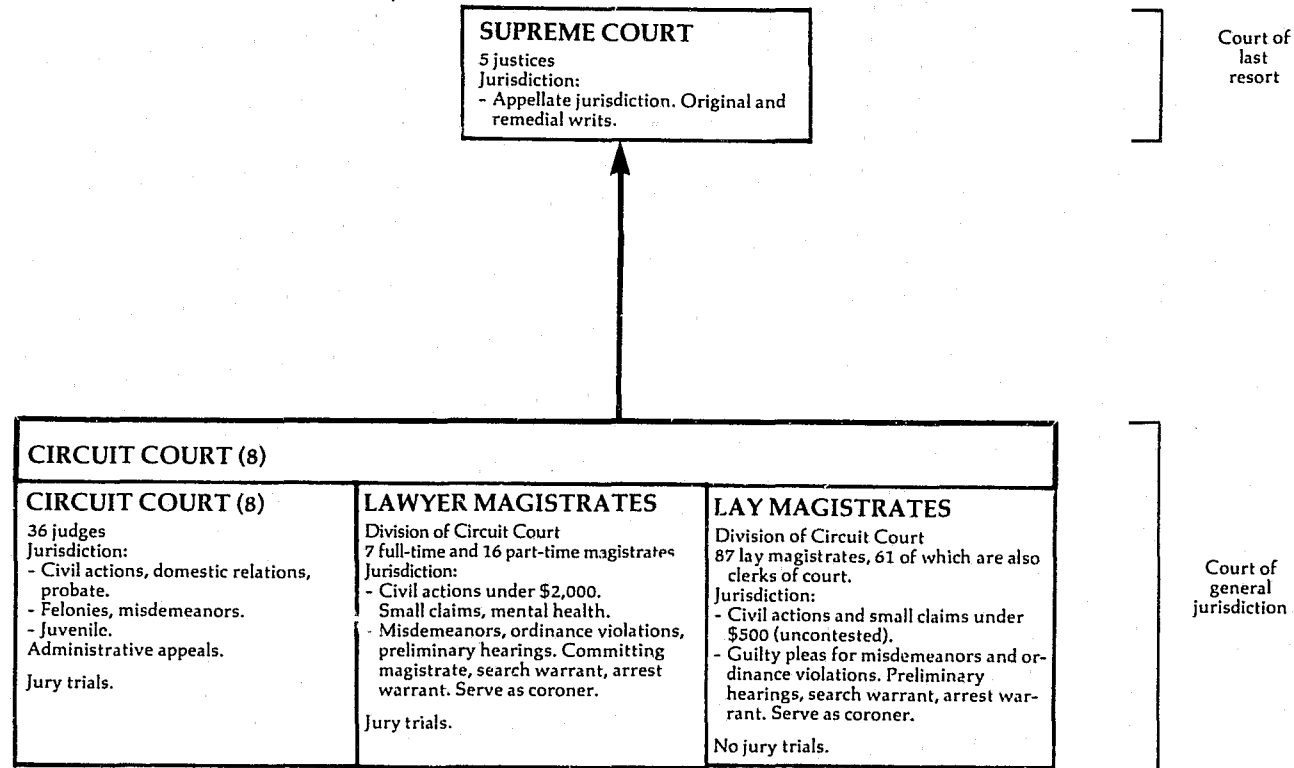 SUPREME COURT
5 justices
Jurisdiction:
- Appellate jurisdiction. Original and
remedial writs.
Court of
last
resort
CIRCUIT COURT (8)
CIRCUIT COURT (8)
36 judges
Jurisdiction:
- Civil actions, domestic relations,
probate.
- Felonies, misdemeanors.
- Juvenile.
Administrative appeals.
Jury trials.
LAWYER MAGISTRATES
Division of Circuit Court
7 full-time and 16 part-time magistrates
Jurisdiction:
- Civil actions under $2,000.
Small claims, mental health.
- Misdemeanors, ordinance violations,
preliminary hearings. Committing
magistrate, search warrant, arrest
warrant. Serve as coroner.
Jury trials.
LAY MAGISTRATES
Division of Circuit Court
87 lay magistrates, 61 of which are also
clerks of court.
Jurisdiction:
- Civil actions and small claims under
$500 (uncontested).
- Guilty pleas for misdemeanors and or-
dinance violations. Preliminary
hearings, search warrant, arrest war-
rant. Serve as coroner.
No jury trials.
Court of
general
jurisdiction